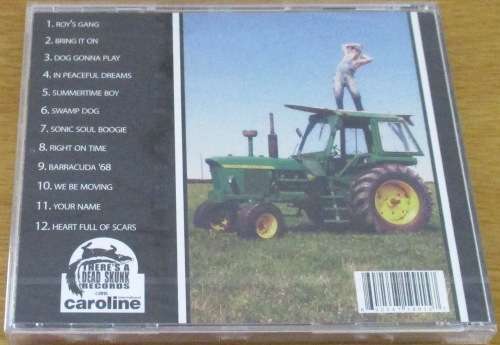 1. ROY'S GANG
2. BRING IT ON
3. DOG GONNA PLAY
4. IN PEACEFUL DREAMS
5. SUMMERTIME BOY
6. SWAMP DOG
7. SONIC SOUL BOOGIE
8. RIGHT ON TIME
9. BARRACUDA '68
10. WE BE MOVING
11. YOUR NAME
12. HEART FULL OF SCARS
THERE'S A
DEAD SKUNK
RECORDS
caroline